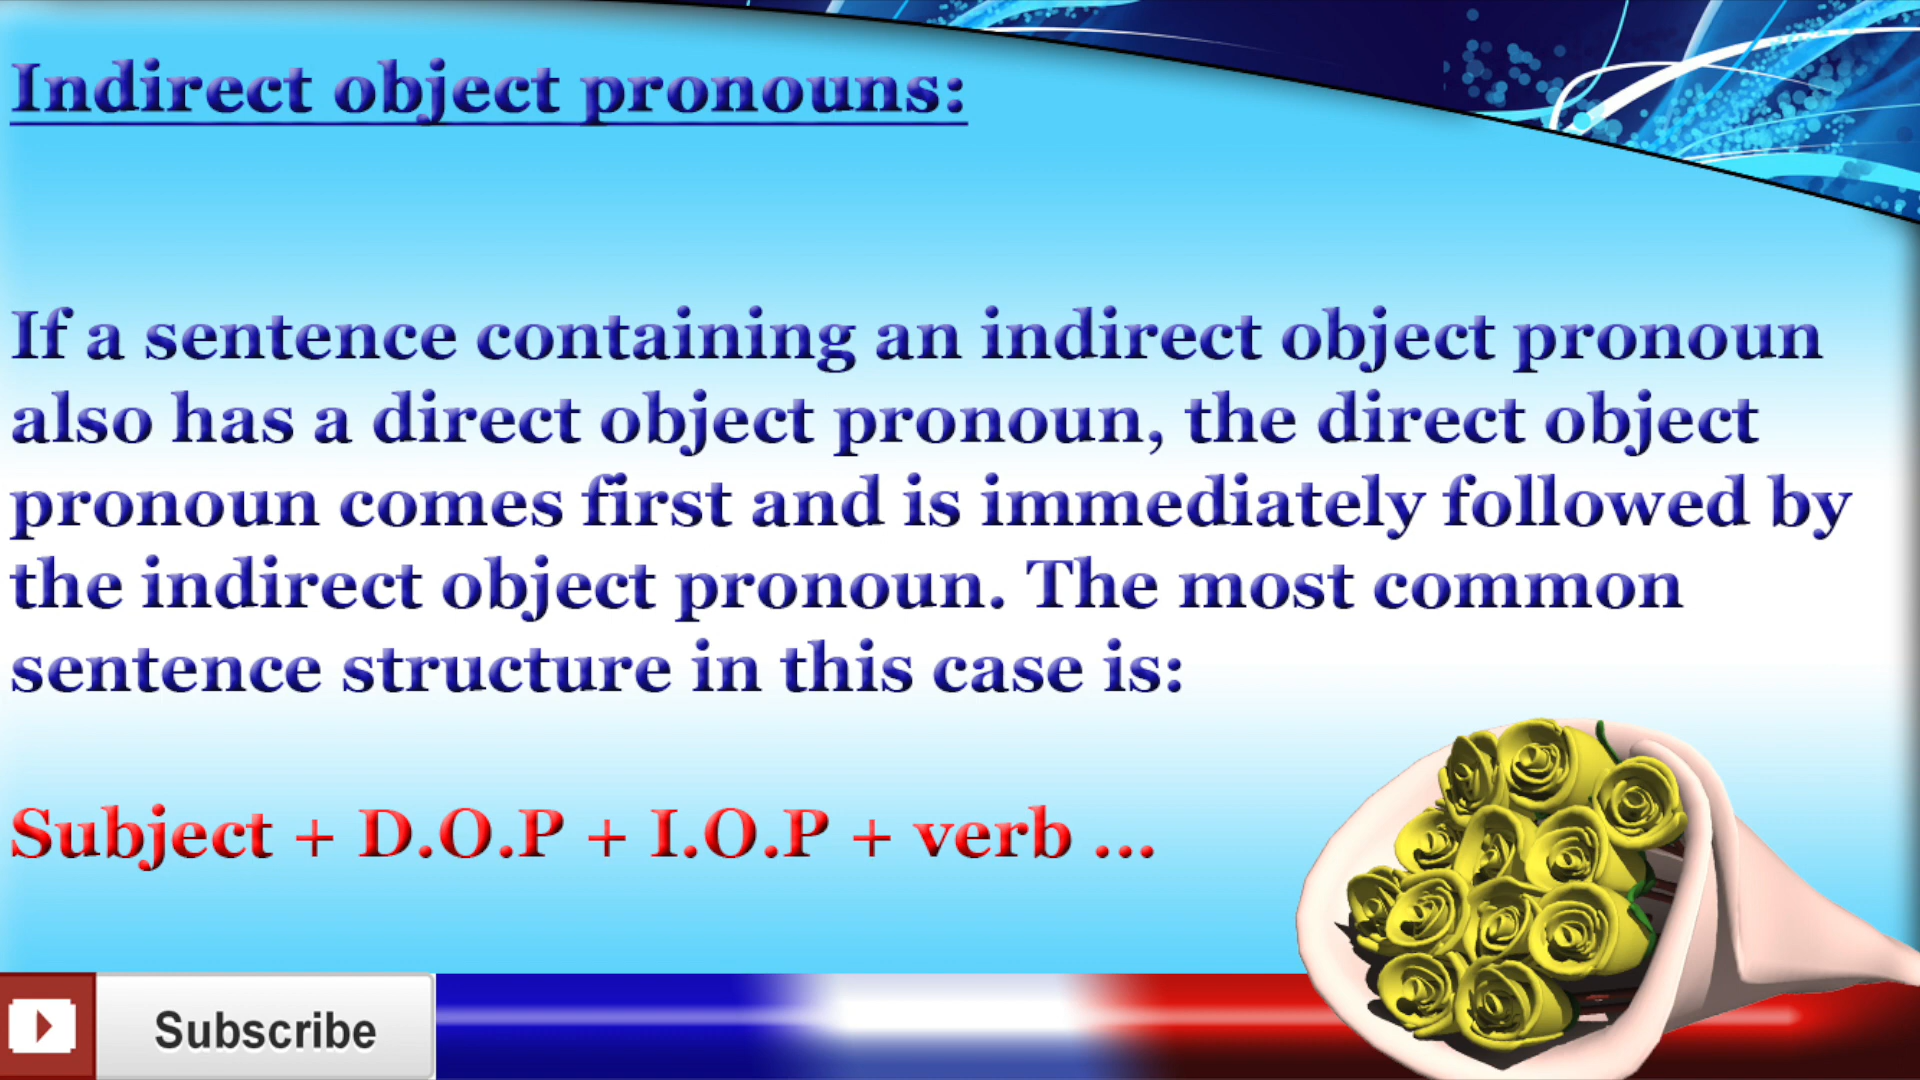 Indirect object pronouns:
If a sentence containing an indirect object pronoun
also has a direct object pronoun, the direct object
pronoun comes first and is immediately followed by
the indirect object pronoun. The most common
sentence structure in this case is:
Subject + D.O.P + I.O.P + verb ...
Subscribe